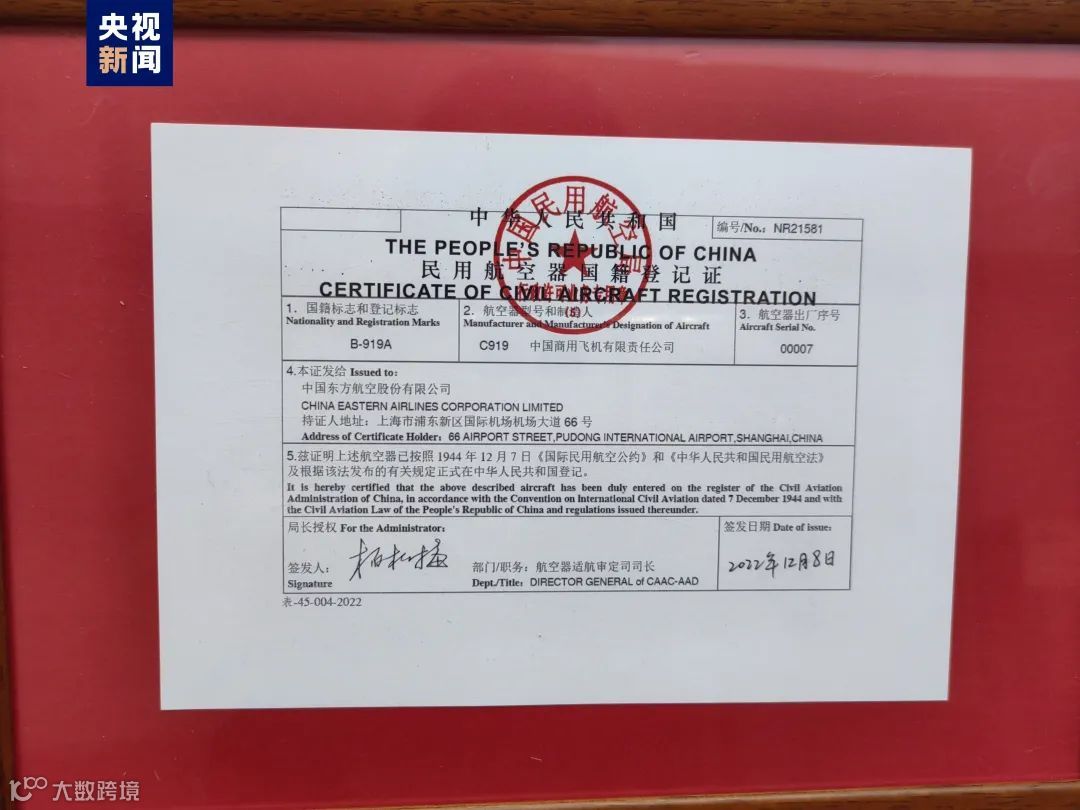 央视
新闻
中国民用航空局
中华人民共和国
编号/No.: NR21581
THE PEOPLE'S REPUBLIC OF CHINA
民用航空器国籍登记证
CERTIFICATE OF CIVIL AIRCRAFT REGISTRATION
(5)
1. 国籍标志和登记标志
Nationality and Registration Marks
B-919A
2. 航空器型号和制造人
Manufacturer and Manufacturer's Designation of Aircraft
C919 中国商用飞机有限责任公司
3. 航空器出厂序号
Aircraft Serial No.
00007
4.本证发给 Issued to:
中国东方航空股份有限公司
CHINA EASTERN AIRLINES CORPORATION LIMITED
持证人地址: 上海市浦东新区国际机场机场大道 66 号
Address of Certificate Holder: 66 AIRPORT STREET,PUDONG INTERNATIONAL AIRPORT,SHANGHAI,CHINA
5.兹证明上述航空器已按照 1944 年 12 月 7 日《国际民用航空公约》和《中华人民共和国民用航空法》
及根据该法发布的有关规定正式在中华人民共和国登记。
It is hereby certified that the above described aircraft has been duly entered on the register of the Civil Aviation
Administration of China, in accordance with the Convention on International Civil Aviation dated 7 December 1944 and with
the Civil Aviation Law of the People's Republic of China and regulations issued thereunder.
局长授权 For the Administrator:
签发人:
Signature
部门/职务: 航空器适航审定司司长
Dept./Title: DIRECTOR GENERAL of CAAC-AAD
签发日期 Date of issue:
2022年12月8日
表-45-004-2022
大数跨境